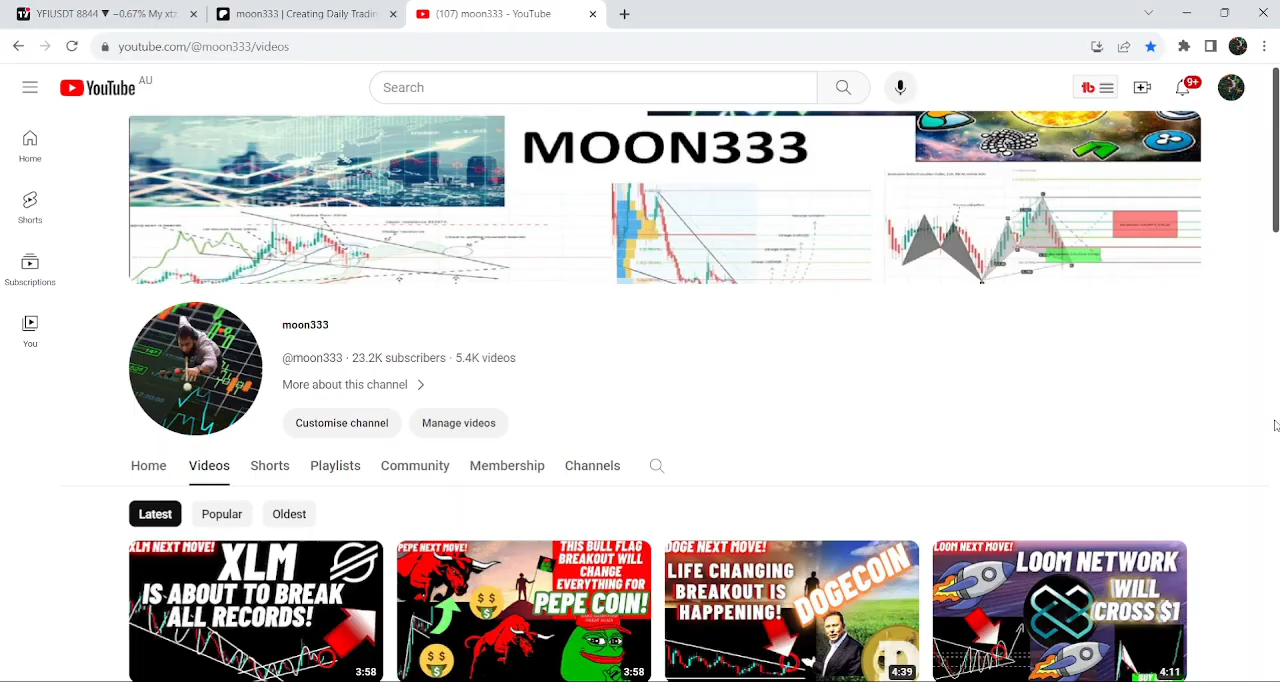 YFIUSDT 8844 ▼ −0.67% My xtz
moon333 | Creating Daily Tradin
(107) moon333 - YouTube
youtube.com/@moon333/videos
YouTube AU
Search
9+
Home
Shorts
Subscriptions
You
MOON333
moon333
@moon333 · 23.2K subscribers · 5.4K videos
More about this channel
Customise channel
Manage videos
Home
Videos
Shorts
Playlists
Community
Membership
Channels
Latest
Popular
Oldest
XLM NEXT MOVE!
XLM
IS ABOUT TO BREAK
ALL RECORDS!
3:58
PEPE NEXT MOVE!
THIS BULL FLAG
BREAKOUT WILL
CHANGE
EVERYTHING FOR
PEPE COIN!
3:58
DOGE NEXT MOVE!
LIFE CHANGING
BREAKOUT IS
HAPPENING!
DOGECOIN
4:39
LOOM NEXT MOVE!
LOOM NETWORK
WILL
CROSS $1
BUY
4:11